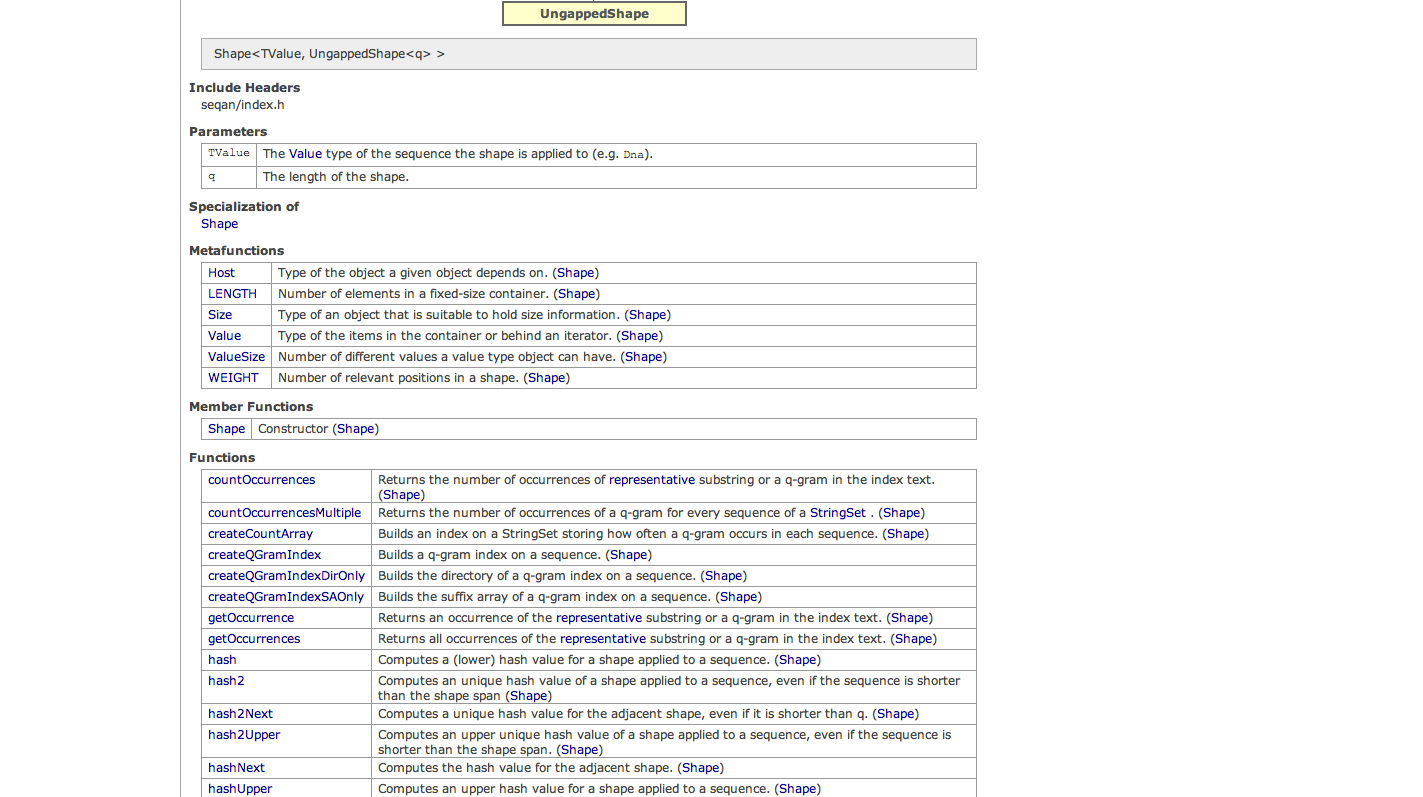 UngappedShape
Shape<TValue, UngappedShape<q> >
Include Headers
seqan/index.h
Parameters
TValue The Value type of the sequence the shape is applied to (e.g. Dna).
q The length of the shape.
Specialization of
Shape
Metafunctions
Host Type of the object a given object depends on. (Shape)
LENGTH Number of elements in a fixed-size container. (Shape)
Size Type of an object that is suitable to hold size information. (Shape)
Value Type of the items in the container or behind an iterator. (Shape)
ValueSize Number of different values a value type object can have. (Shape)
WEIGHT Number of relevant positions in a shape. (Shape)
Member Functions
Shape Constructor (Shape)
Functions
countOccurrences Returns the number of occurrences of representative substring or a q-gram in the index text.
(Shape)
countOccurrencesMultiple Returns the number of occurrences of a q-gram for every sequence of a StringSet . (Shape)
createCountArray Builds an index on a StringSet storing how often a q-gram occurs in each sequence. (Shape)
createQGramIndex Builds a q-gram index on a sequence. (Shape)
createQGramIndexDirOnly Builds the directory of a q-gram index on a sequence. (Shape)
createQGramIndexSAOnly Builds the suffix array of a q-gram index on a sequence. (Shape)
getOccurrence Returns an occurrence of the representative substring or a q-gram in the index text. (Shape)
getOccurrences Returns all occurrences of the representative substring or a q-gram in the index text. (Shape)
hash Computes a (lower) hash value for a shape applied to a sequence. (Shape)
hash2 Computes an unique hash value of a shape applied to a sequence, even if the sequence is shorter
than the shape span (Shape)
hash2Next Computes a unique hash value for the adjacent shape, even if it is shorter than q. (Shape)
hash2Upper Computes an upper unique hash value of a shape applied to a sequence, even if the sequence is
shorter than the shape span. (Shape)
hashNext Computes the hash value for the adjacent shape. (Shape)
hashUpper Computes an upper hash value for a shape applied to a sequence. (Shape)